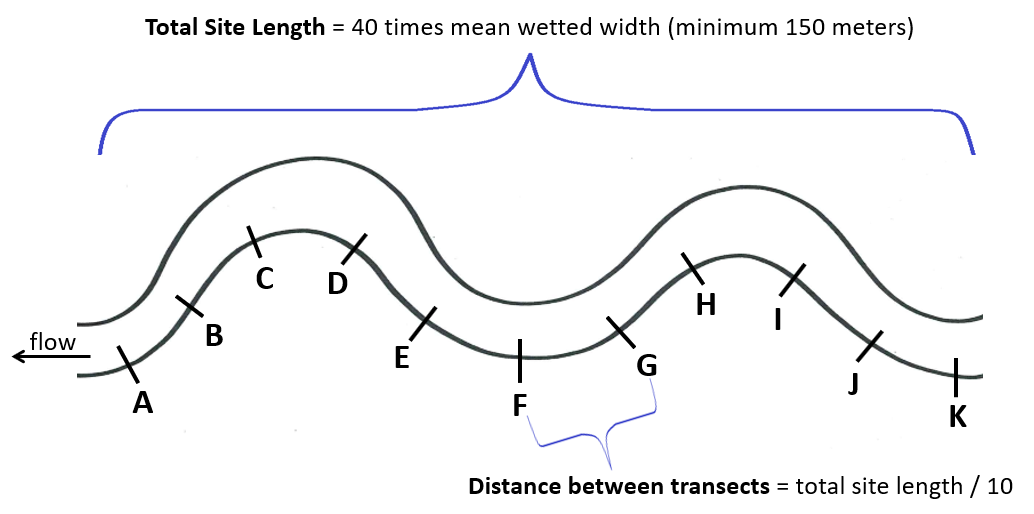 Total Site Length = 40 times mean wetted width (minimum 150 meters)
C
D
H
I
B
flow
E
G
J
A
F
K
Distance between transects = total site length / 10